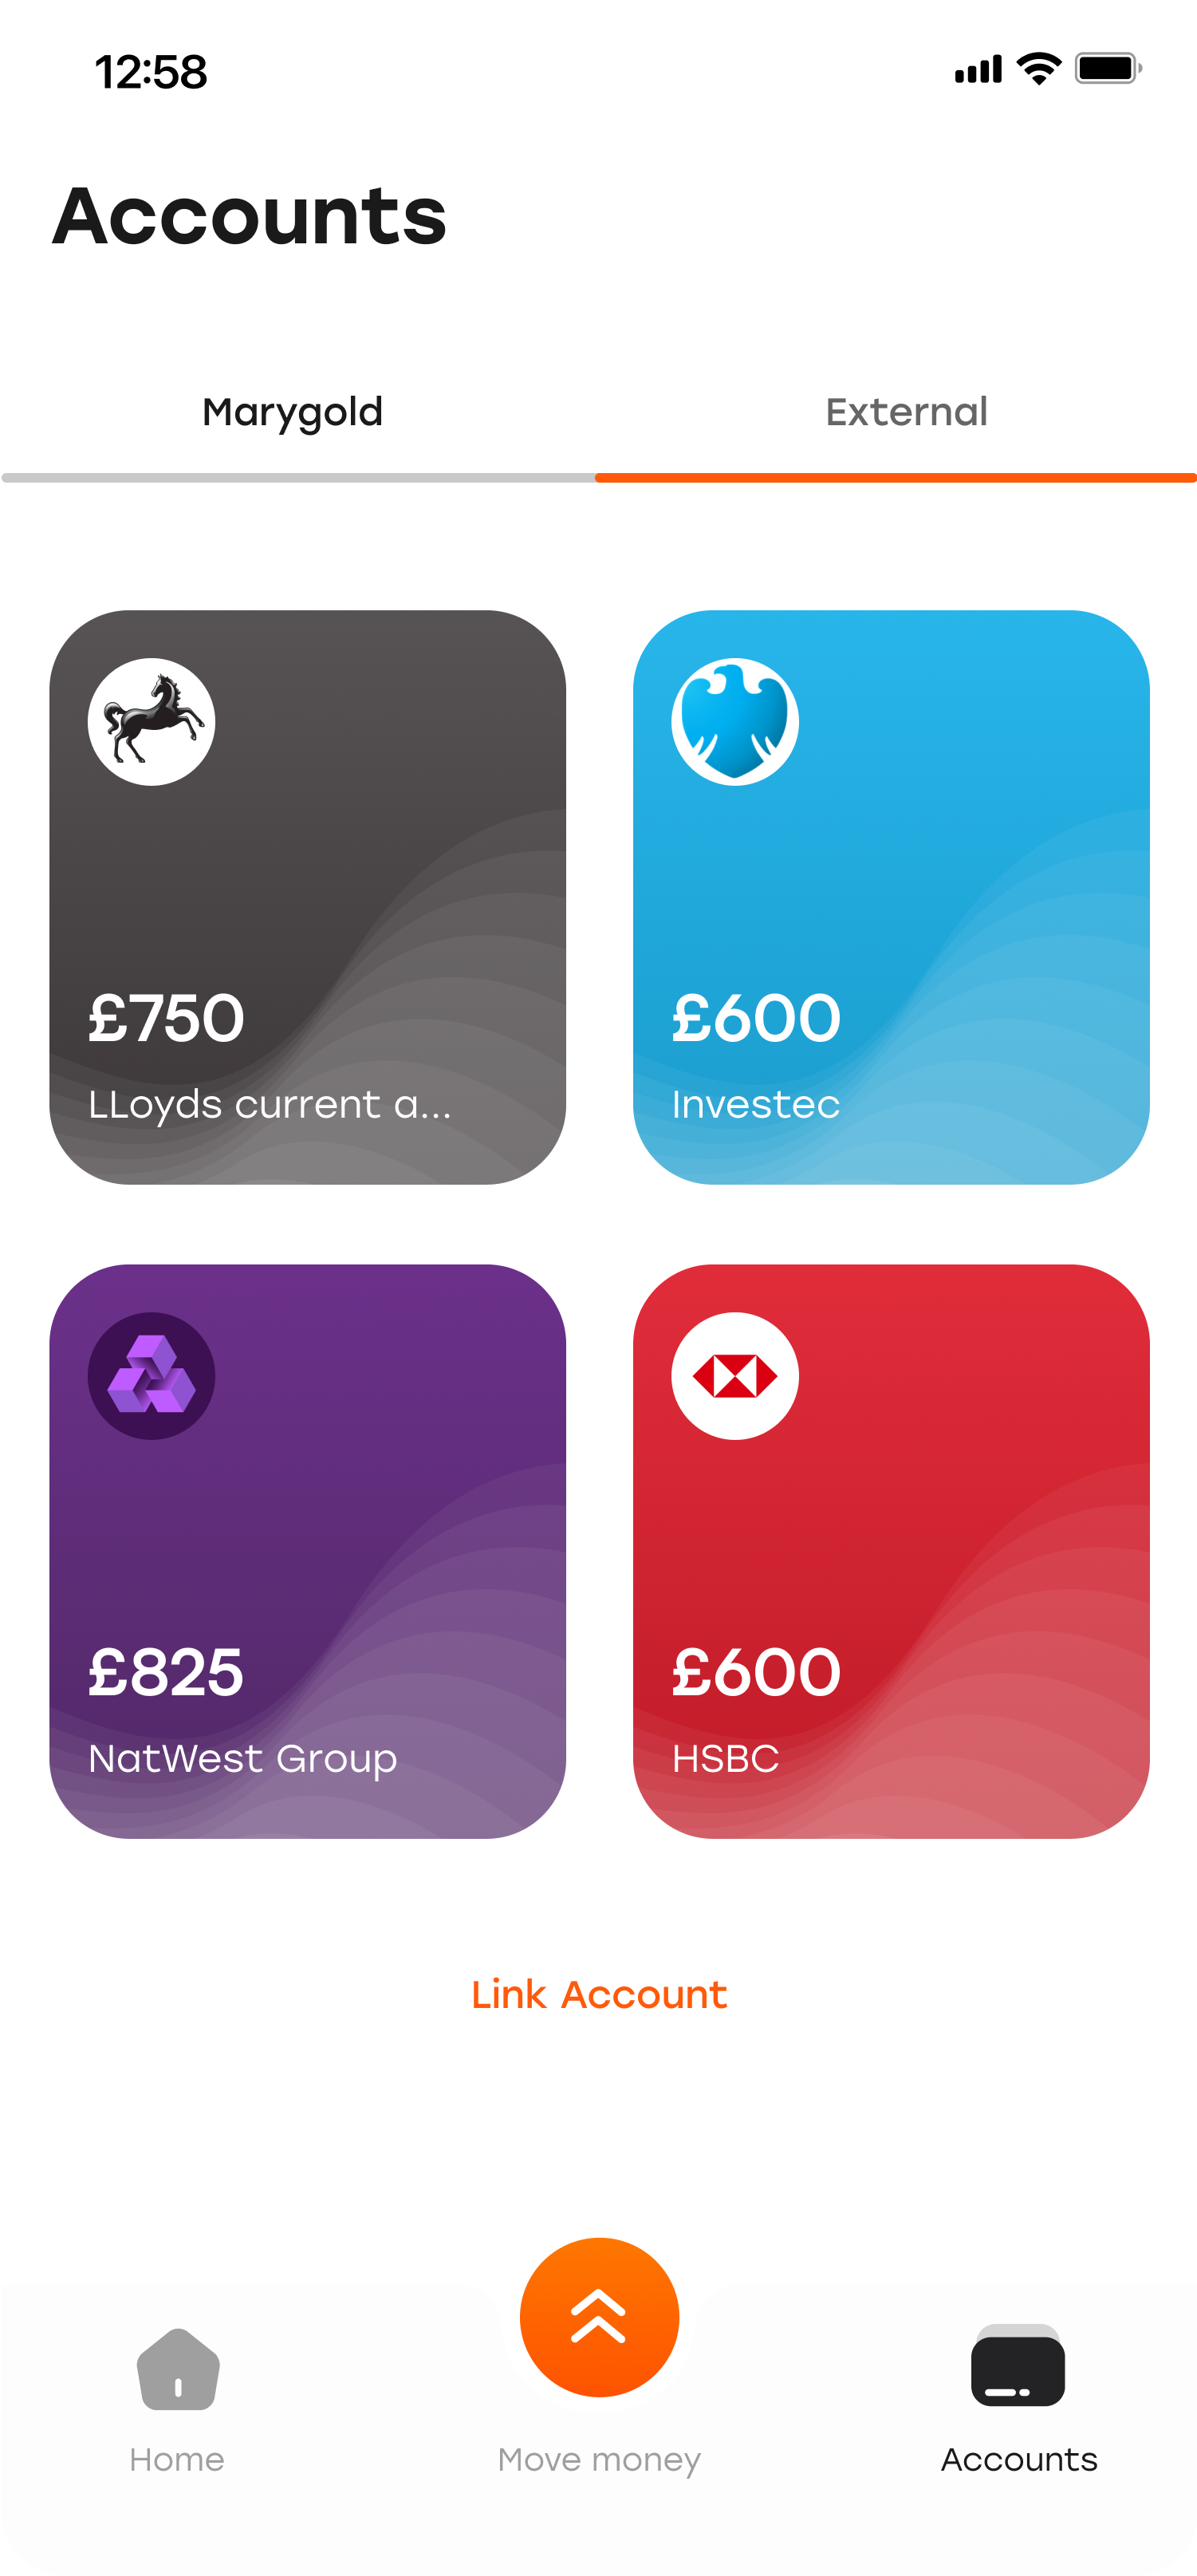 12:58
Accounts
Marygold
External
£750
LLoyds current a...
£600
Investec
£825
NatWest Group
£600
HSBC
Link Account
Home
Move money
Accounts